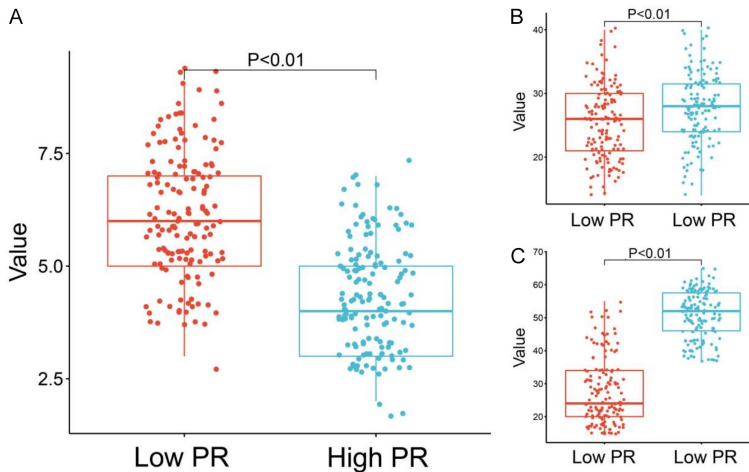 A
P<0.01
Value
7.5
5.0
2.5
Low PR
High PR
B
P<0.01
Value
40
30
20
Low PR
Low PR
C
P<0.01
Value
70
60
50
40
30
20
Low PR
Low PR